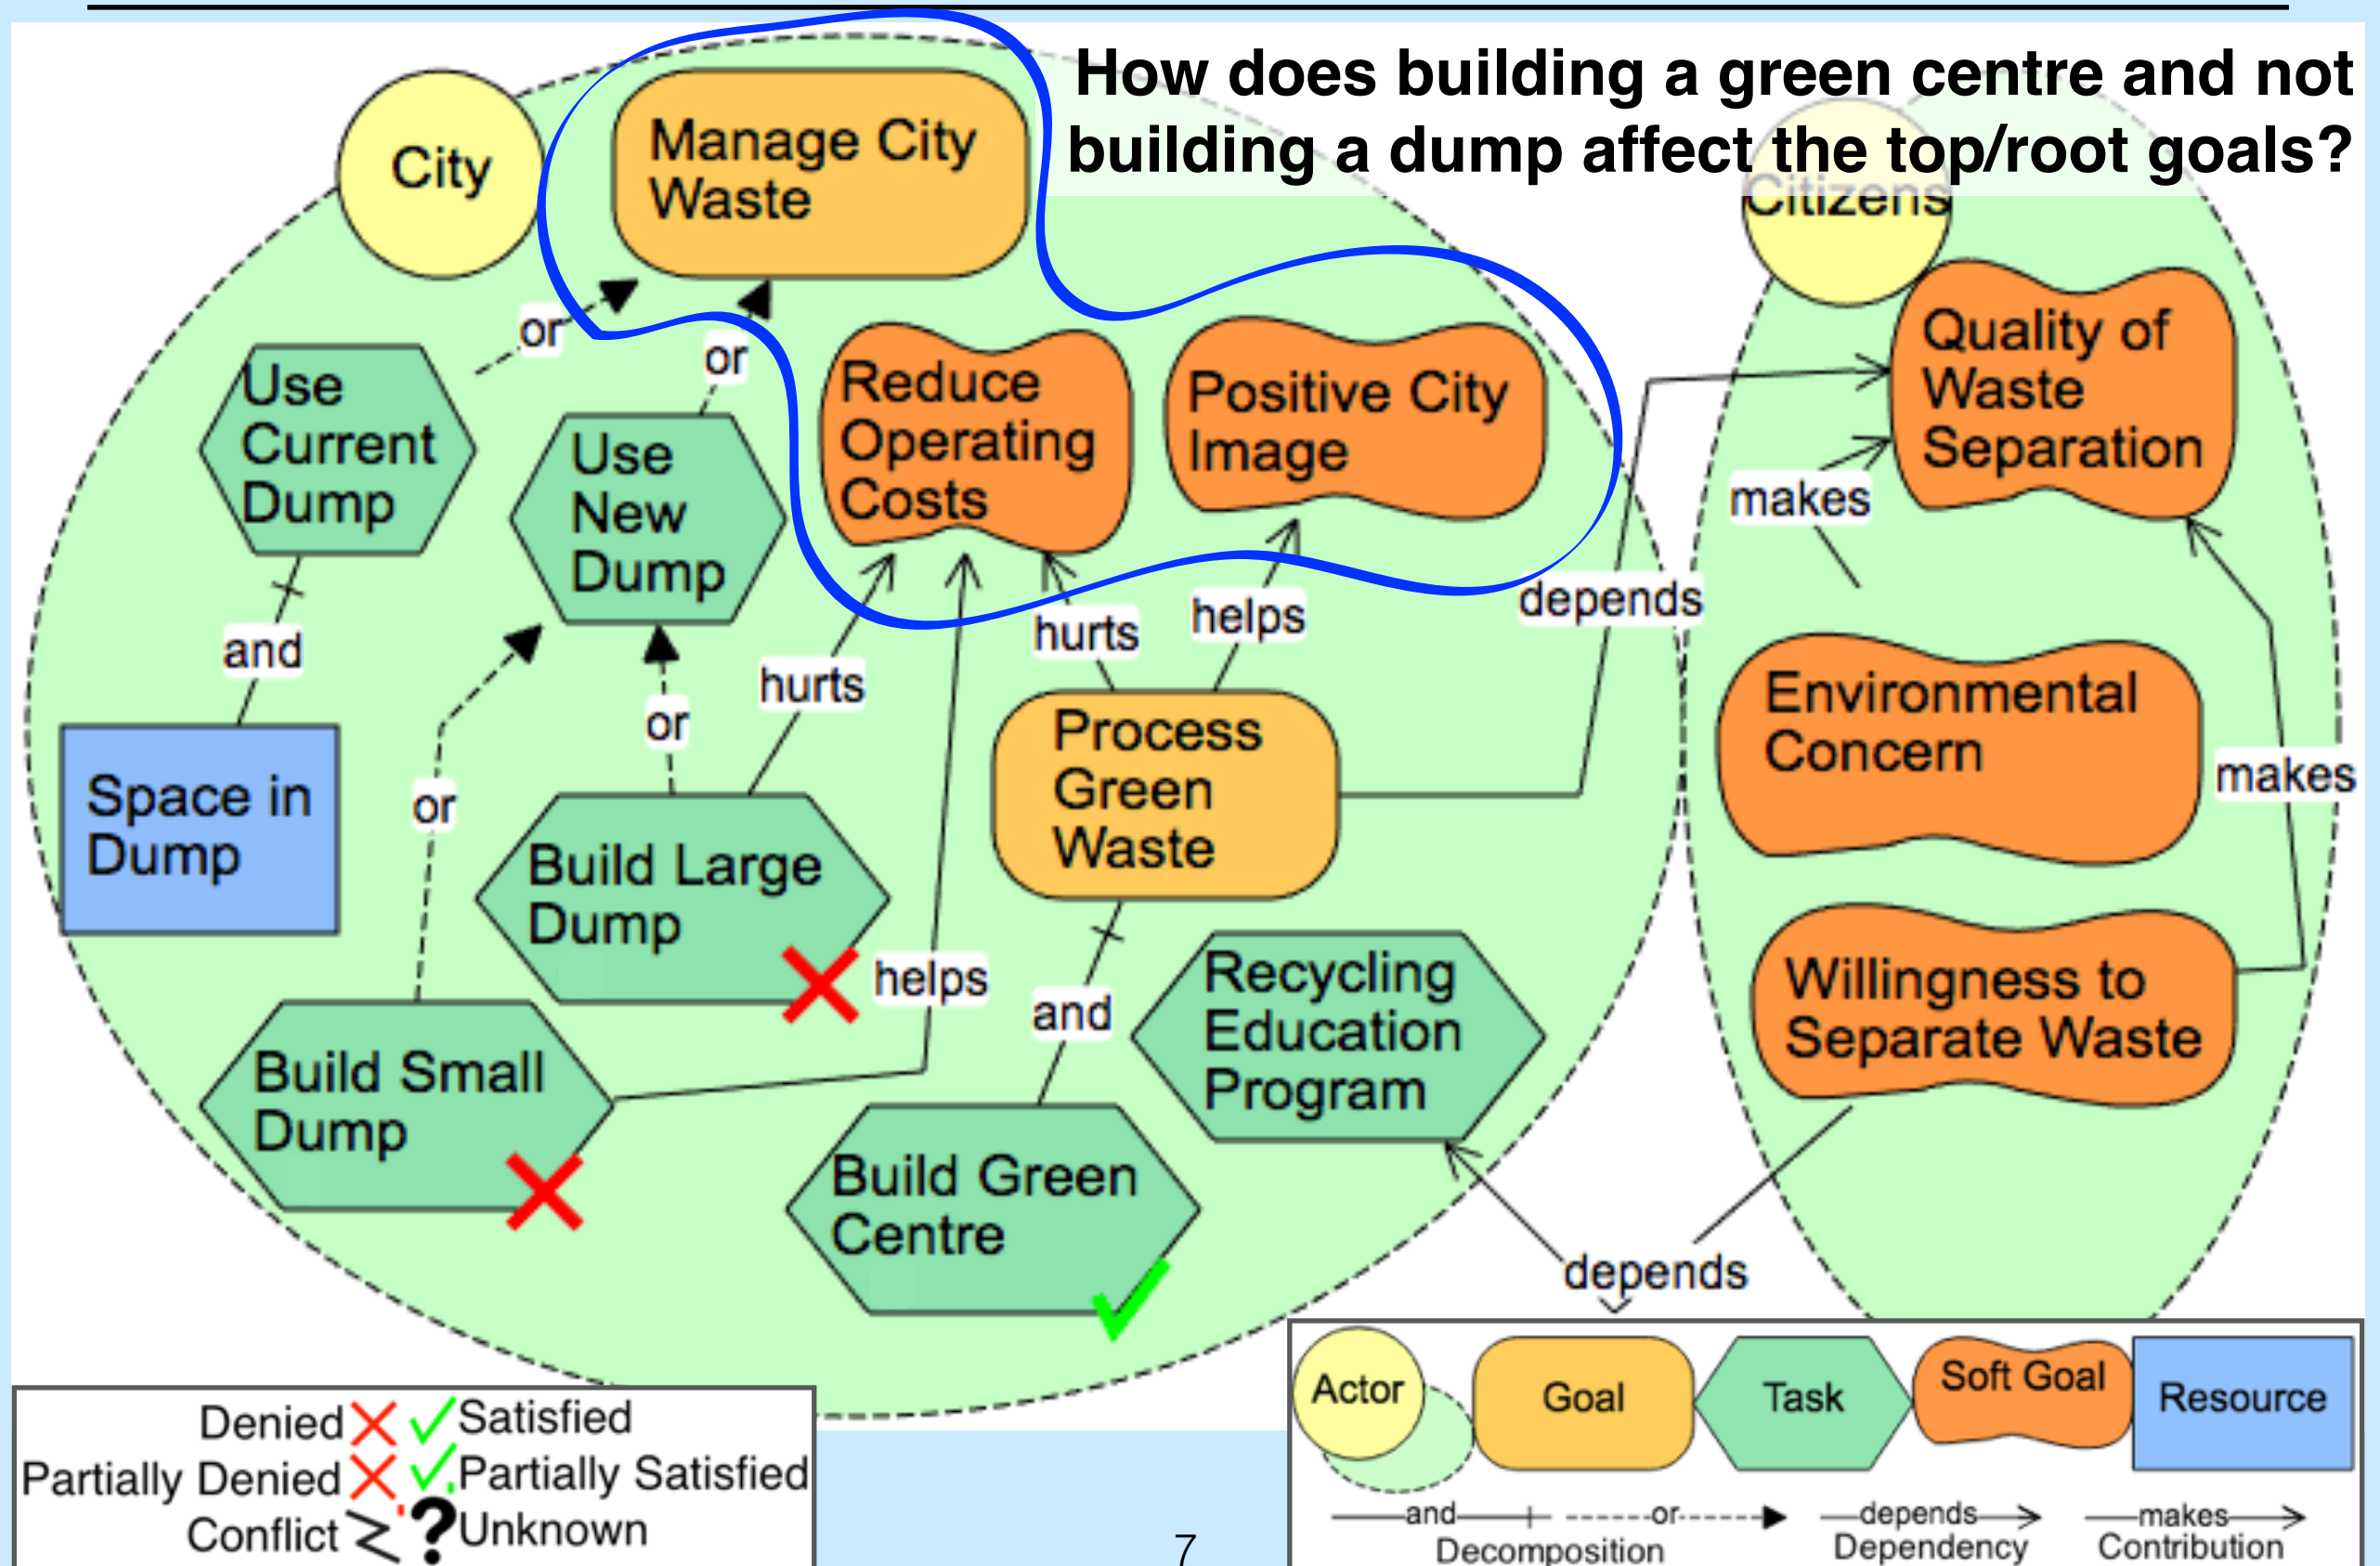 How does building a green centre and not
building a dump affect the top/root goals?
City
Manage City
Waste
Citizens
or
or
Use
Current
Dump
Use
New
Dump
Reduce
Operating
Costs
Positive City
Image
Quality of
Waste
Separation
makes
and
hurts
hurts
helps
depends
or
or
Space in
Dump
Build Large
Dump
Process
Green
Waste
Environmental
Concern
makes
helps
and
Recycling
Education
Program
Willingness to
Separate Waste
Build Small
Dump
Build Green
Centre
depends
Denied
Satisfied
Partially Denied
Partially Satisfied
Conflict
?
Unknown
7
Actor
Goal
Task
Soft Goal
Resource
and
or
Decomposition
depends
Dependency
makes
Contribution